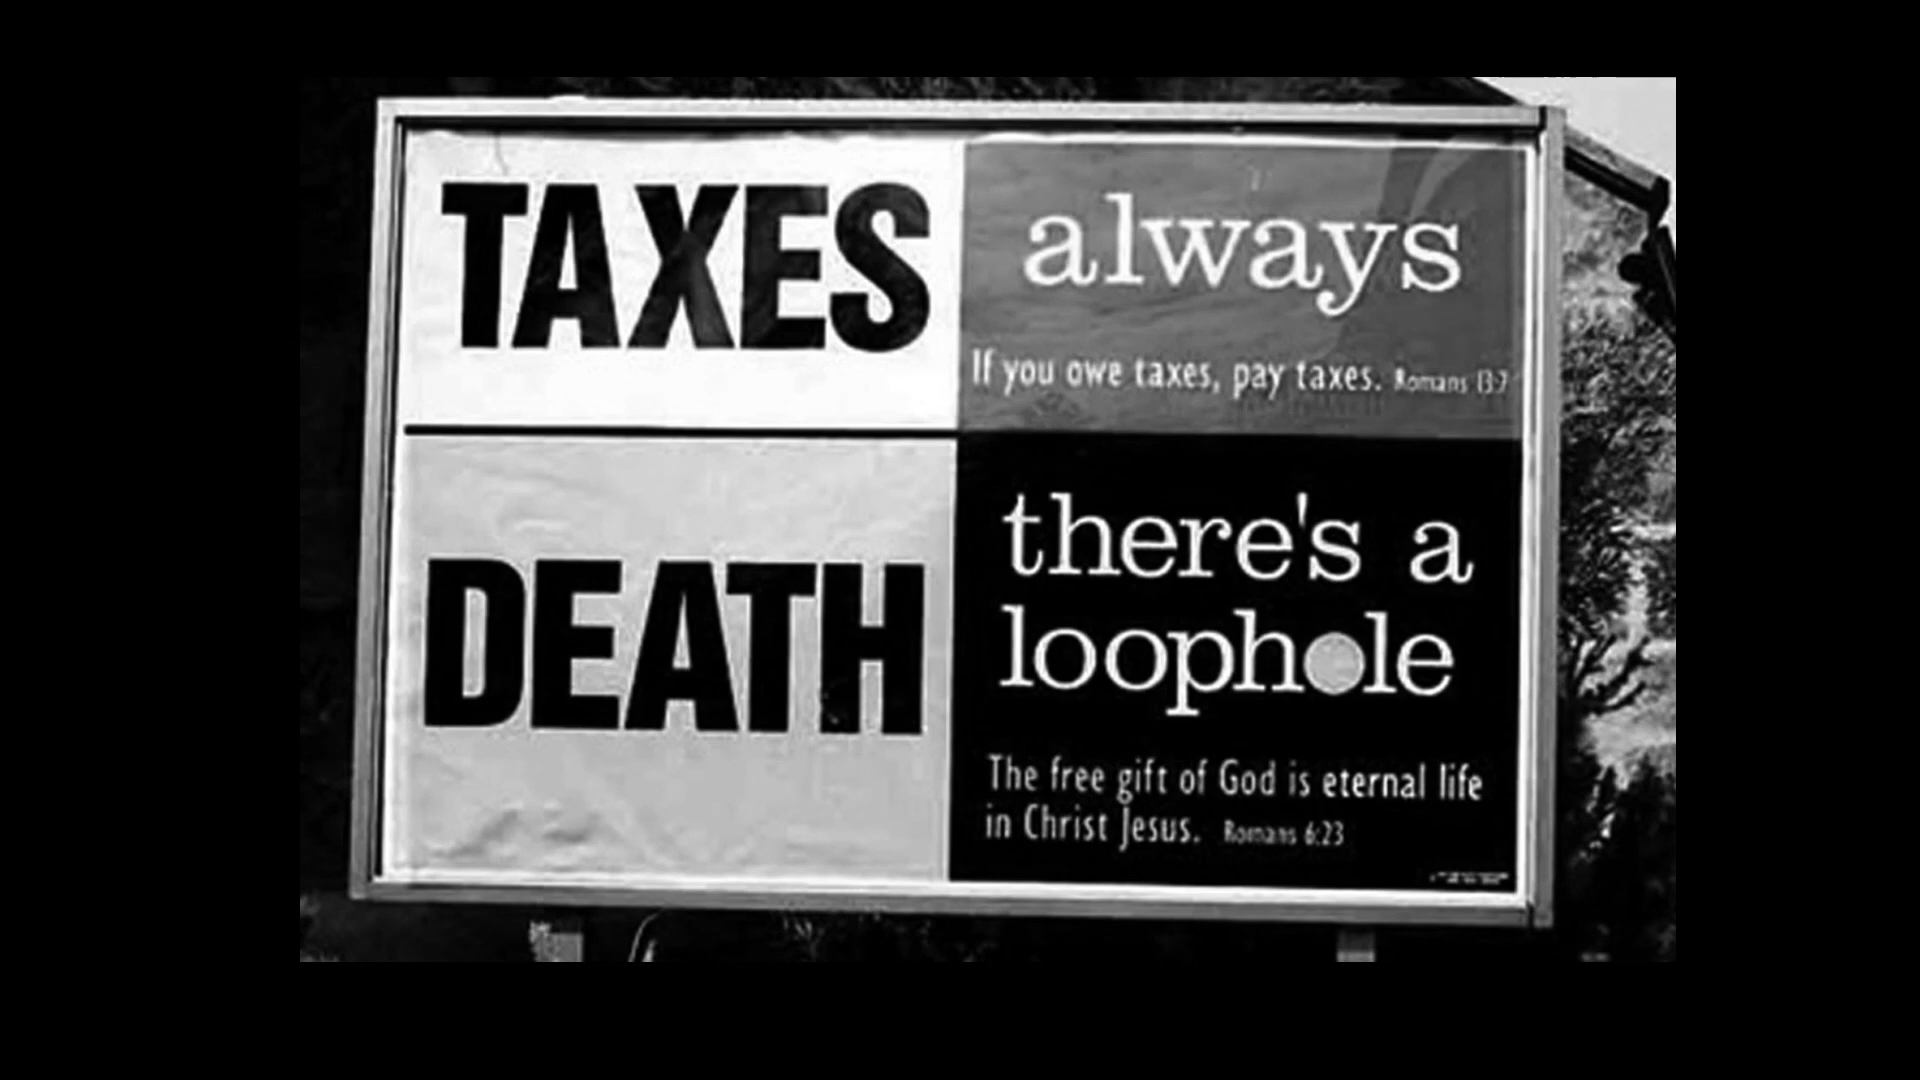 TAXES
always
If you owe taxes, pay taxes. Romans 13:7
DEATH
there's a
loophole
The free gift of God is eternal life
in Christ Jesus. Romans 6:23